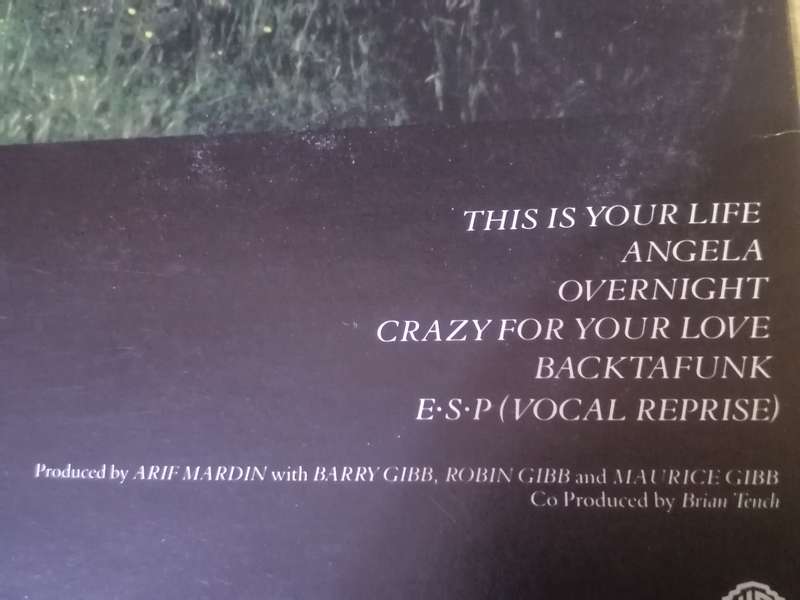 THIS IS YOUR LIFE
ANGELA
OVERNIGHT
CRAZY FOR YOUR LOVE
BACKTAFUNK
E·S·P (VOCAL REPRISE)
Produced by ARIF MARDIN with BARRY GIBB, ROBIN GIBB and MAURICE GIBB
Co Produced by Brian Tench